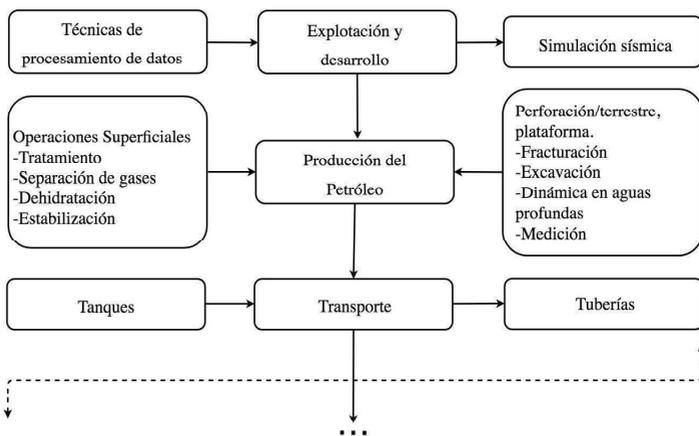 Técnicas de
procesamiento de datos
Explotación y
desarrollo
Simulación sísmica
Operaciones Superficiales
-Tratamiento
-Separación de gases
-Dehidratación
-Estabilización
Producción del
Petróleo
Perforación/terrestre,
plataforma.
-Fracturación
-Excavación
-Dinámica en aguas
profundas
-Medición
Tanques
Transporte
Tuberías
...